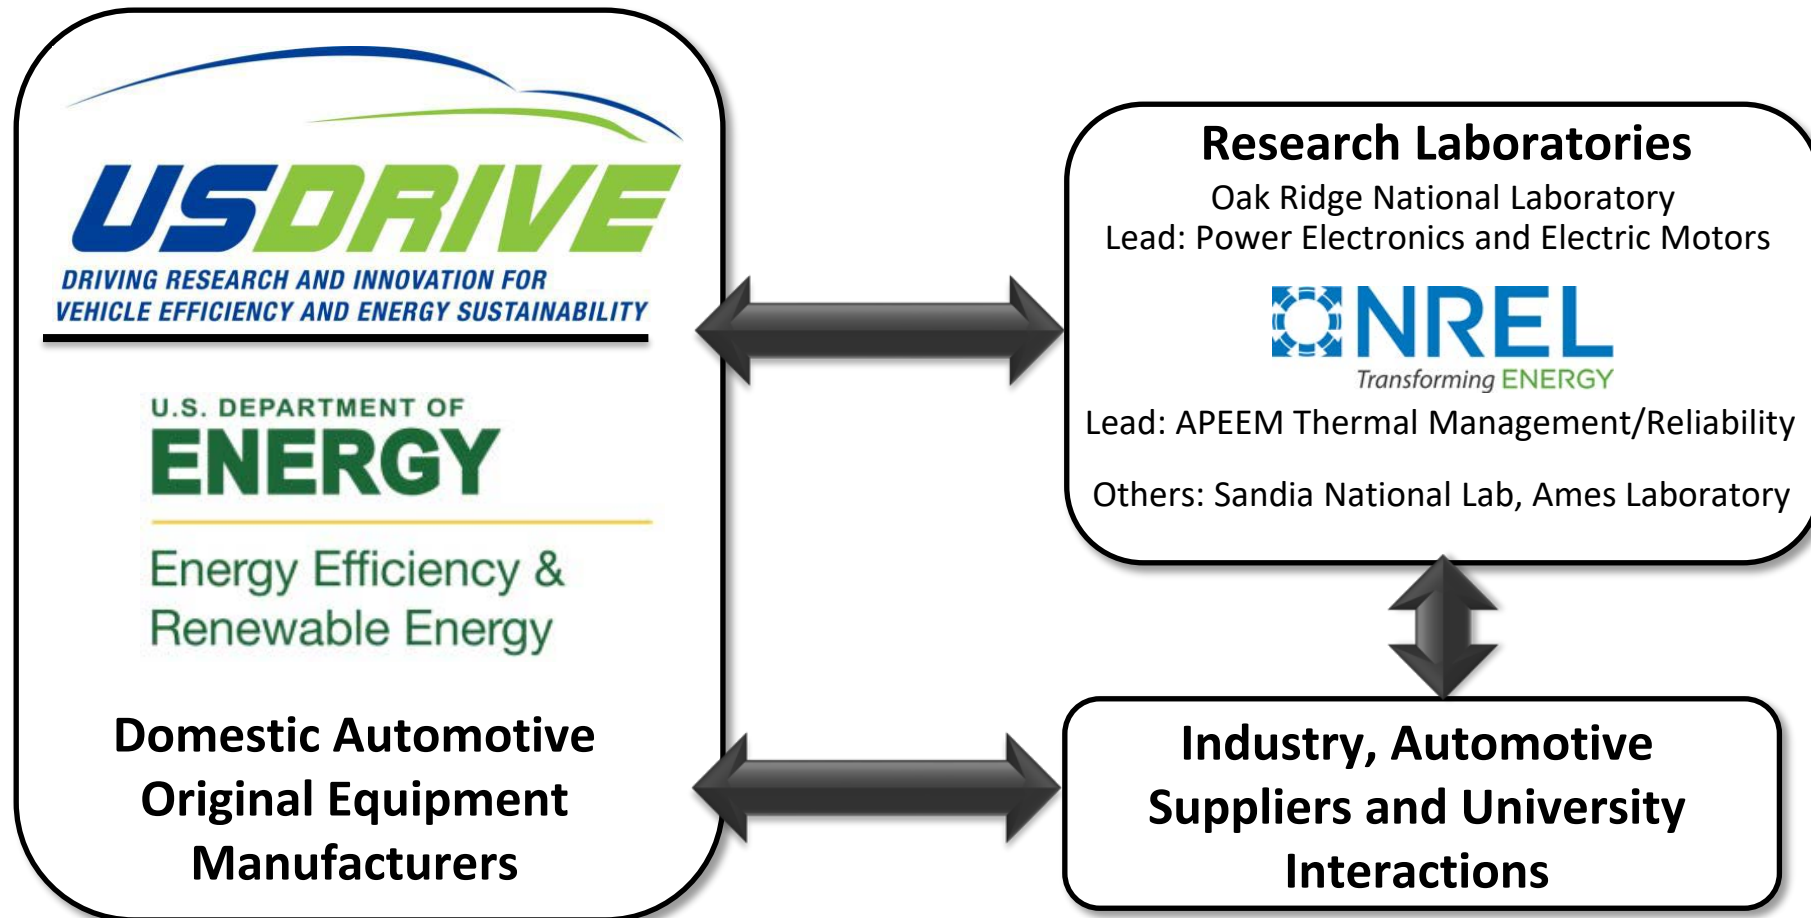 USDRIVE
DRIVING RESEARCH AND INNOVATION FOR
VEHICLE EFFICIENCY AND ENERGY SUSTAINABILITY
U.S. DEPARTMENT OF
ENERGY
Energy Efficiency &
Renewable Energy
Domestic Automotive
Original Equipment
Manufacturers
Research Laboratories
Oak Ridge National Laboratory
Lead: Power Electronics and Electric Motors
NREL
Transforming ENERGY
Lead: APEEM Thermal Management/Reliability
Others: Sandia National Lab, Ames Laboratory
Industry, Automotive
Suppliers and University
Interactions